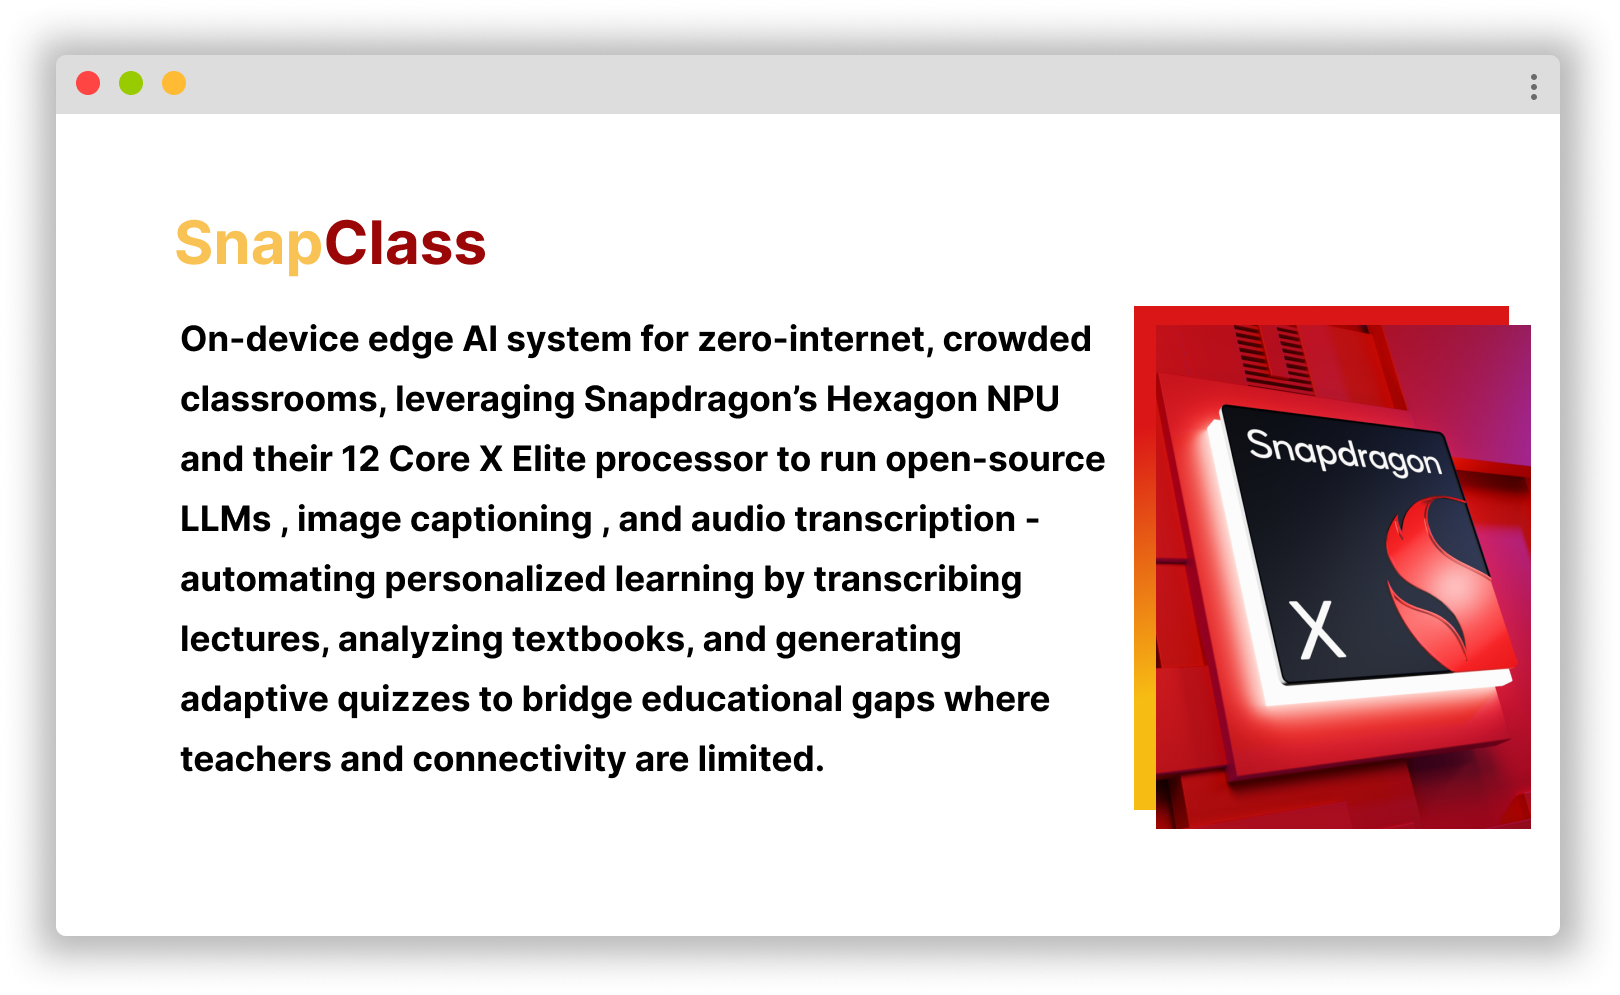 SnapClass
On-device edge AI system for zero-internet, crowded
classrooms, leveraging Snapdragon’s Hexagon NPU
and their 12 Core X Elite processor to run open-source
LLMs , image captioning , and audio transcription -
automating personalized learning by transcribing
lectures, analyzing textbooks, and generating
adaptive quizzes to bridge educational gaps where
teachers and connectivity are limited.
Snapdragon
X